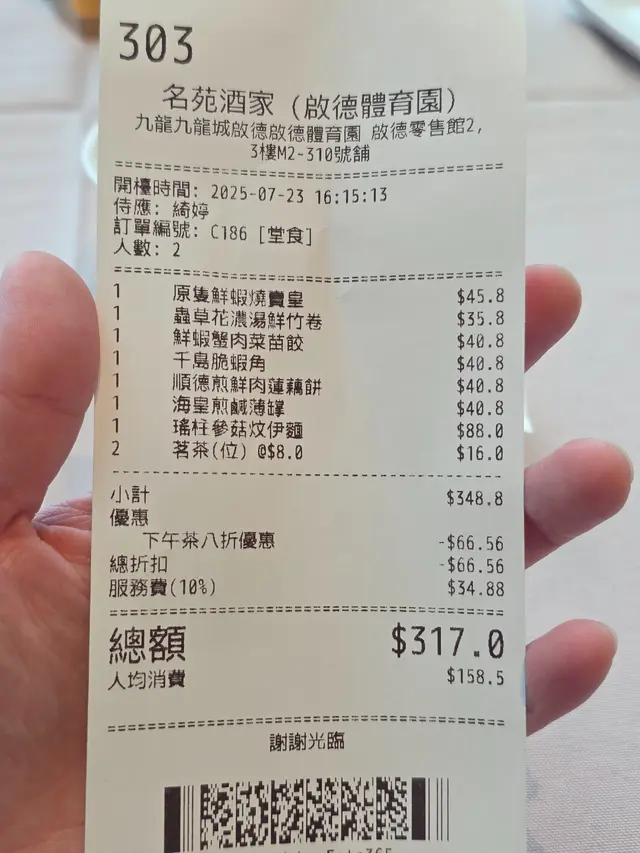 303
名苑酒家 (啟德體育園)
九龍九龍城啟德啟德體育園 啟德零售館2,
3樓M2-310號舖
開檯時間: 2025-07-23 16:15:13
侍應: 綺婷
訂單編號: C186 [堂食]
人數: 2
1 原隻鮮蝦燒賣皇 $45.8
1 蟲草花濃湯鮮竹卷 $35.8
1 鮮蝦蟹肉菜苗餃 $40.8
1 千島脆蝦角 $40.8
1 順德煎鮮肉蓮藕餅 $40.8
1 海皇煎鹹薄罉 $40.8
1 瑤柱參菇炆伊麵 $88.0
2 茗茶(位) @$8.0 $16.0
小計 $348.8
優惠
下午茶八折優惠 -$66.56
總折扣 -$66.56
服務費(10%) $34.88
總額 $317.0
人均消費 $158.5
謝謝光臨